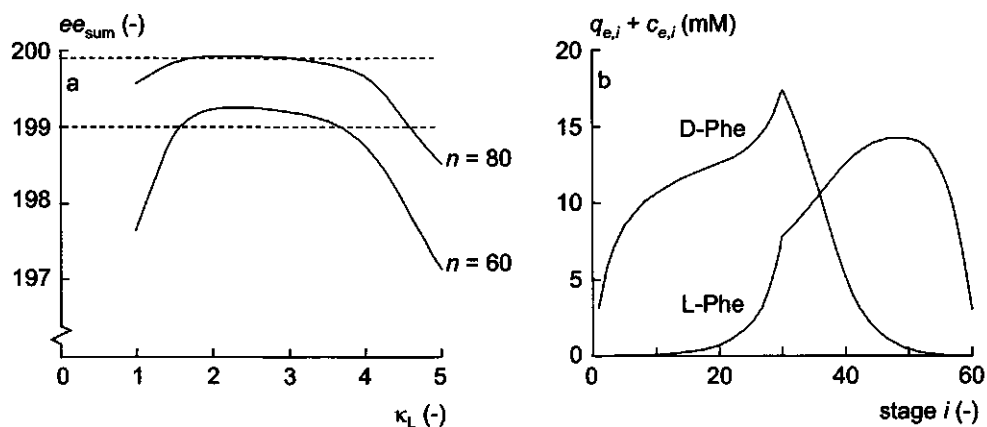 ee_sum (-)
200
a
199
198
197
n = 80
n = 60
0 1 2 3 4 5
κ_L (-)
q_e,i + c_e,i (mM)
20
b
15
10
5
0
D-Phe
L-Phe
0 20 40 60
stage i (-)